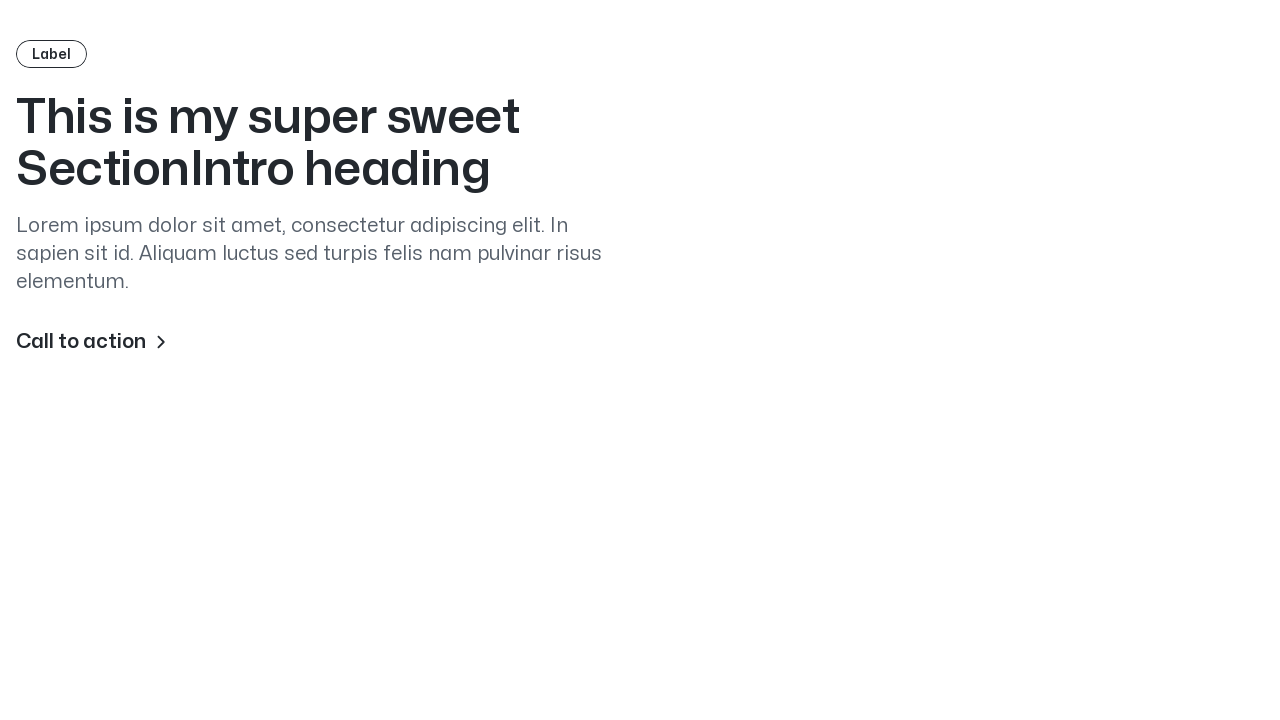 Label
This is my super sweet
SectionIntro heading
Lorem ipsum dolor sit amet, consectetur adipiscing elit. In
sapien sit id. Aliquam luctus sed turpis felis nam pulvinar risus
elementum.
Call to action